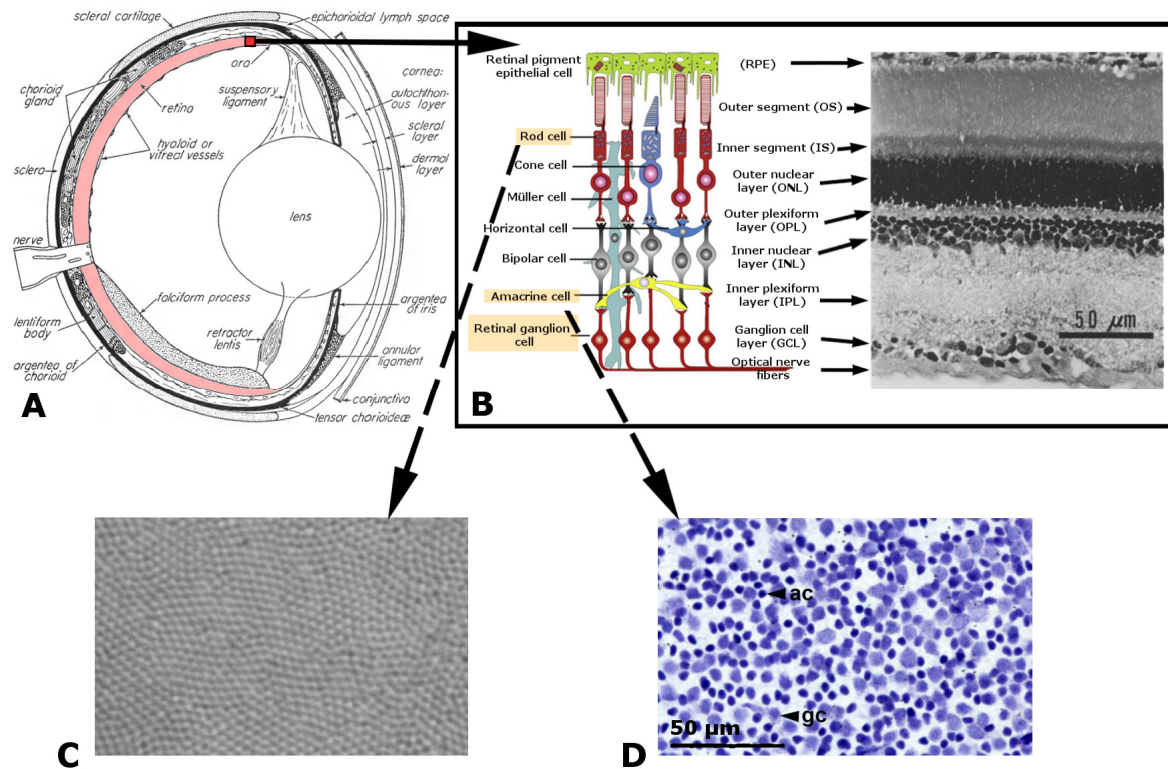 scleral cartilage
epichorioidal lymph space
ora
cornea:
chorioid
gland
retina
suspensory
ligament
autochthon-
ous layer
hyaloid or
vitreal vessels
scleral layer
sclera
dermal
layer
lens
nerve
falciform process
argentea
of iris
lentiform
body
retractor
lentis
annular
ligament
argentea of
chorioid
conjunctiva
tensor chorioideæ
A
Retinal pigment
epithelial cell
Rod cell
Cone cell
Müller cell
Horizontal cell
Bipolar cell
Amacrine cell
Retinal ganglion
cell
(RPE)
Outer segment (OS)
Inner segment (IS)
Outer nuclear
layer (ONL)
Outer plexiform
layer (OPL)
Inner nuclear
layer (INL)
Inner plexiform
layer (IPL)
Ganglion cell
layer (GCL)
Optical nerve
fibers
50 μm
B
C
ac
gc
50 μm
D